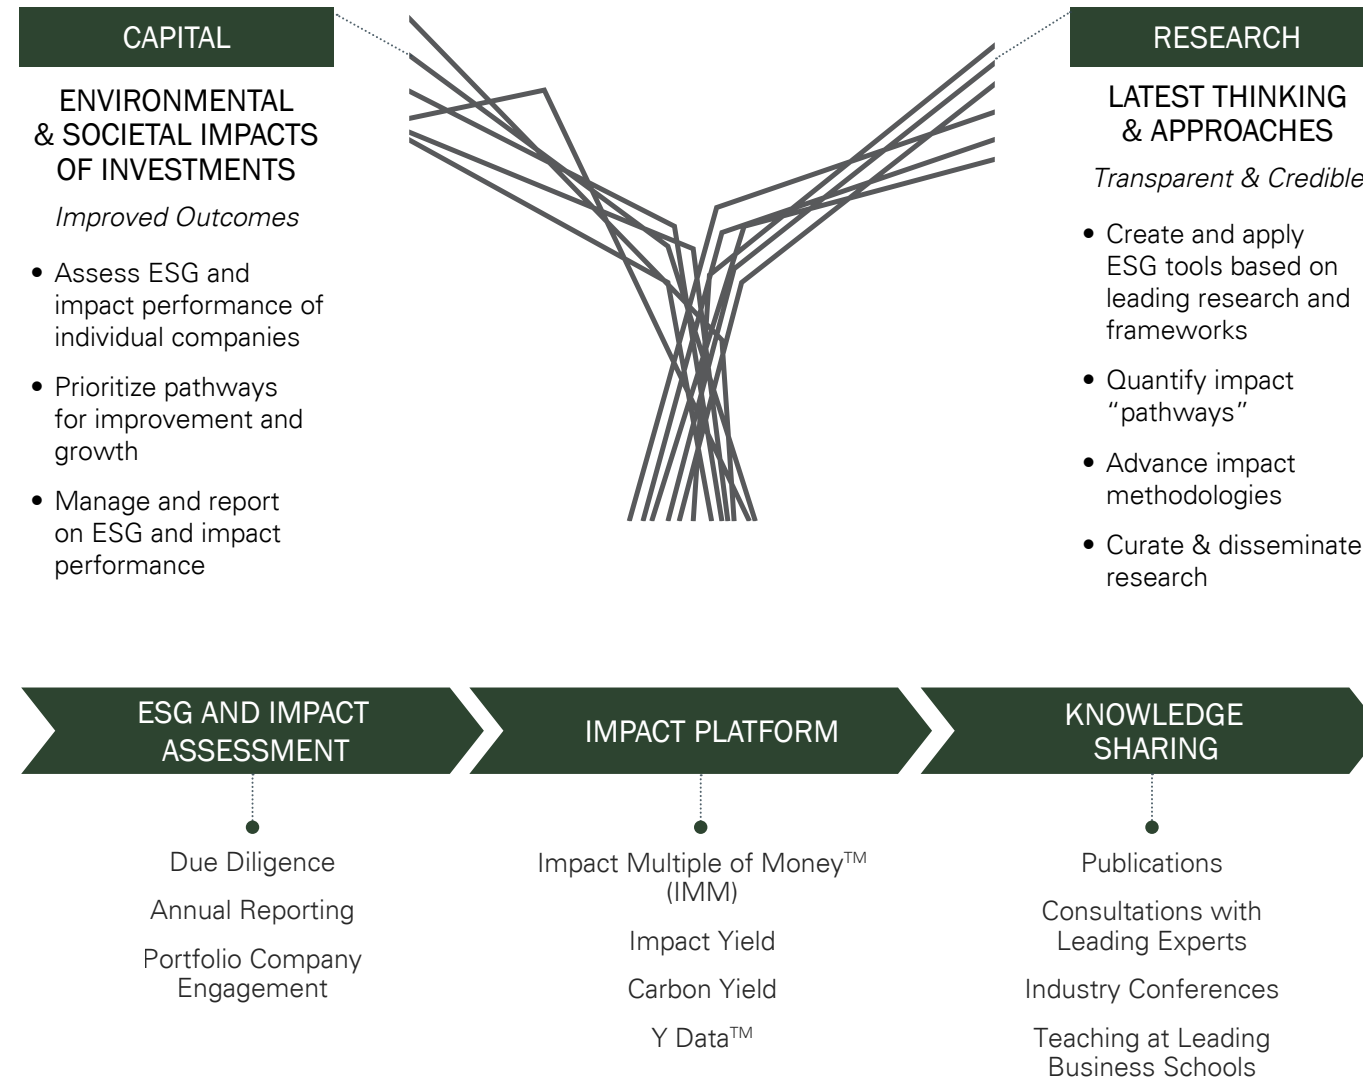 CAPITAL
ENVIRONMENTAL
& SOCIETAL IMPACTS
OF INVESTMENTS
Improved Outcomes
• Assess ESG and
impact performance of
individual companies
• Prioritize pathways
for improvement and
growth
• Manage and report
on ESG and impact
performance
RESEARCH
LATEST THINKING
& APPROACHES
Transparent & Credible
• Create and apply
ESG tools based on
leading research and
frameworks
• Quantify impact
“pathways”
• Advance impact
methodologies
• Curate & disseminate
research
ESG AND IMPACT
ASSESSMENT
Due Diligence
Annual Reporting
Portfolio Company
Engagement
IMPACT PLATFORM
Impact Multiple of Money™
(IMM)
Impact Yield
Carbon Yield
Y Data™
KNOWLEDGE
SHARING
Publications
Consultations with
Leading Experts
Industry Conferences
Teaching at Leading
Business Schools